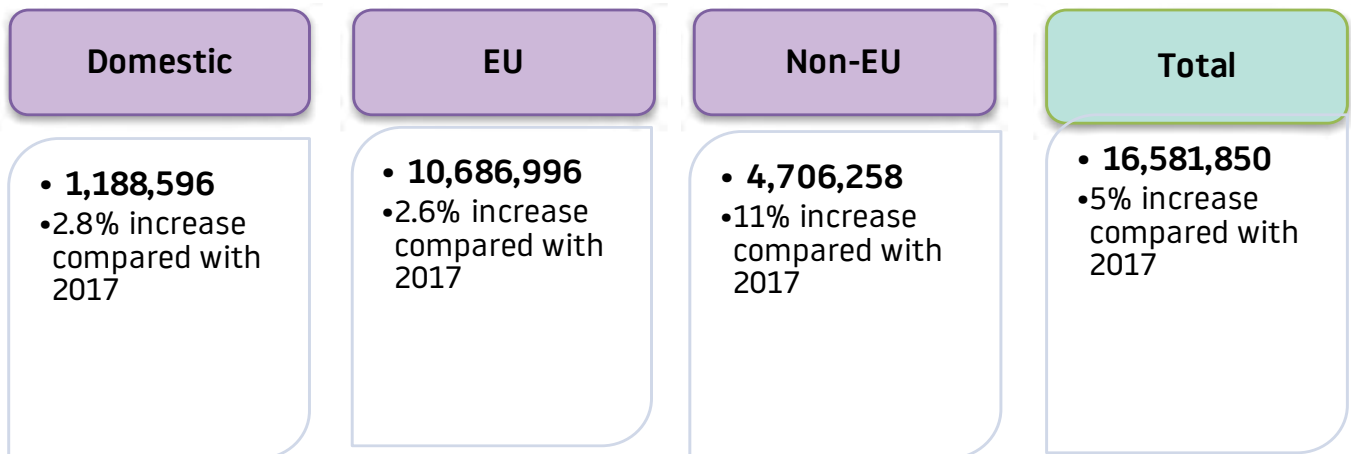 Domestic
• 1,188,596
•2.8% increase
compared with
2017
EU
• 10,686,996
•2.6% increase
compared with
2017
Non-EU
• 4,706,258
•11% increase
compared with
2017
Total
• 16,581,850
•5% increase
compared with
2017